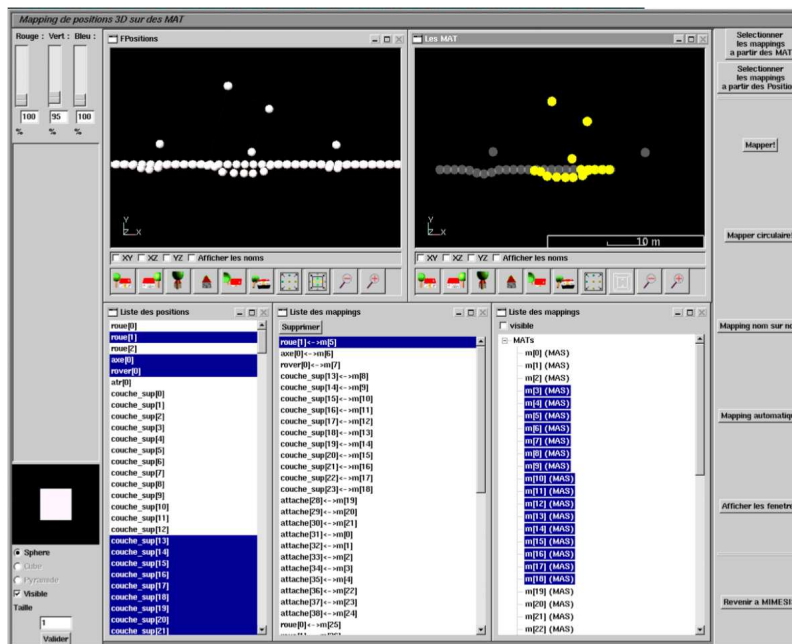 Mapping de positions 3D sur des MAT
Rouge : Vert : Bleu :
100 95 100
% % %
FPositions
Y
Z X
XY XZ YZ Afficher les noms
Les MAT
Y
Z X
10 m
XY XZ YZ Afficher les noms
Selectionner
les mappings
a partir des MAT
Selectionner
les mappings
a partir des Positio
Mapper!
Mapper circulaire!
Mapping nom sur no
Mapping automatiqu
Afficher les fenetre
Revenir a MIMESIS
Liste des positions
roue[0]
roue[1]
roue[2]
axe[0]
rover[0]
atr[0]
couche_sup[0]
couche_sup[1]
couche_sup[2]
couche_sup[3]
couche_sup[4]
couche_sup[5]
couche_sup[6]
couche_sup[7]
couche_sup[8]
couche_sup[9]
couche_sup[10]
couche_sup[11]
couche_sup[12]
couche_sup[13]
couche_sup[14]
couche_sup[15]
couche_sup[16]
couche_sup[17]
couche_sup[18]
couche_sup[19]
couche_sup[20]
couche_sup[21]
Liste des mappings
Supprimer
roue[1]<->m[5]
axe[0]<->m[6]
rover[0]<->m[7]
couche_sup[13]<->m[8]
couche_sup[14]<->m[9]
couche_sup[15]<->m[10]
couche_sup[16]<->m[11]
couche_sup[17]<->m[12]
couche_sup[18]<->m[13]
couche_sup[19]<->m[14]
couche_sup[20]<->m[15]
couche_sup[21]<->m[16]
couche_sup[22]<->m[17]
couche_sup[23]<->m[18]
attache[28]<->m[19]
attache[29]<->m[20]
attache[30]<->m[21]
attache[31]<->m[0]
attache[32]<->m[1]
attache[33]<->m[2]
attache[34]<->m[3]
attache[35]<->m[4]
attache[36]<->m[22]
attache[37]<->m[23]
attache[38]<->m[24]
roue[0]<->m[25]
Liste des mappings
visible
MATs
m[0] (MAS)
m[1] (MAS)
m[2] (MAS)
m[3] (MAS)
m[4] (MAS)
m[5] (MAS)
m[6] (MAS)
m[7] (MAS)
m[8] (MAS)
m[9] (MAS)
m[10] (MAS)
m[11] (MAS)
m[12] (MAS)
m[13] (MAS)
m[14] (MAS)
m[15] (MAS)
m[16] (MAS)
m[17] (MAS)
m[18] (MAS)
m[19] (MAS)
m[20] (MAS)
m[21] (MAS)
m[22] (MAS)
Sphere
Cube
Pyramide
Visible
Taille
1
Valider